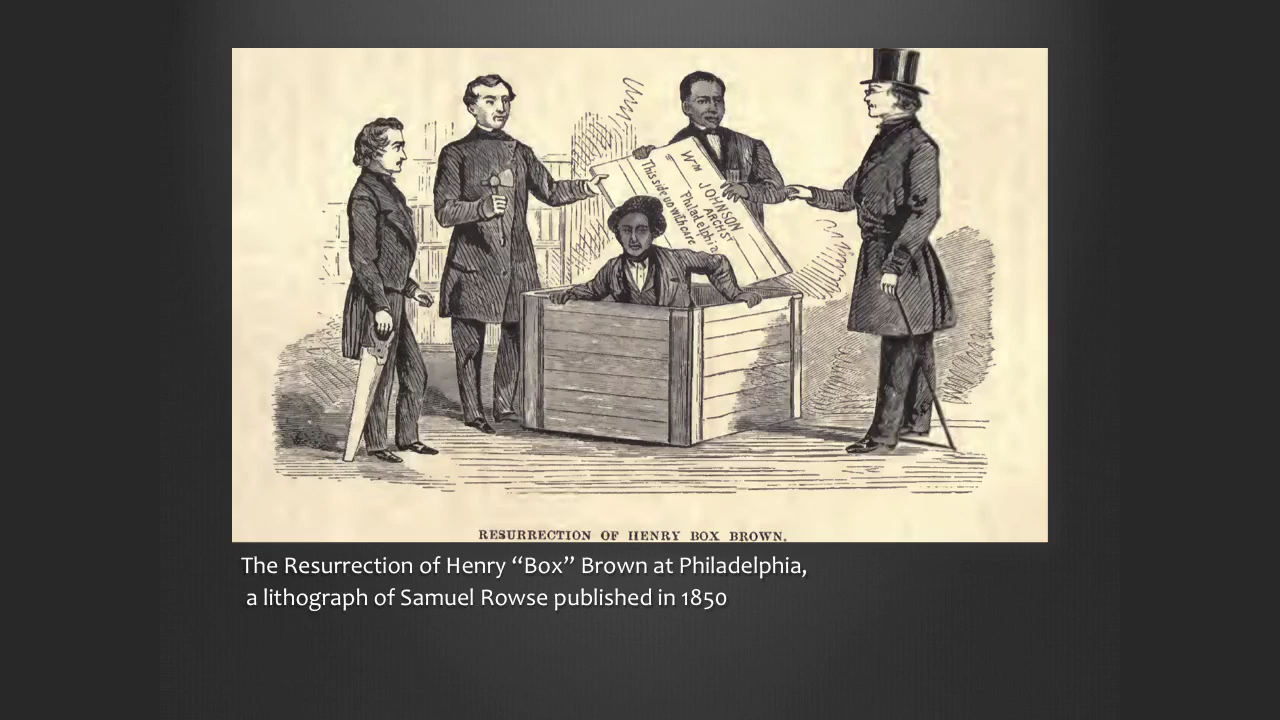 Wm JOHNSON
ARCH St
Philadelphia
This side up with care
RESURRECTION OF HENRY BOX BROWN.
The Resurrection of Henry “Box” Brown at Philadelphia,
a lithograph of Samuel Rowse published in 1850